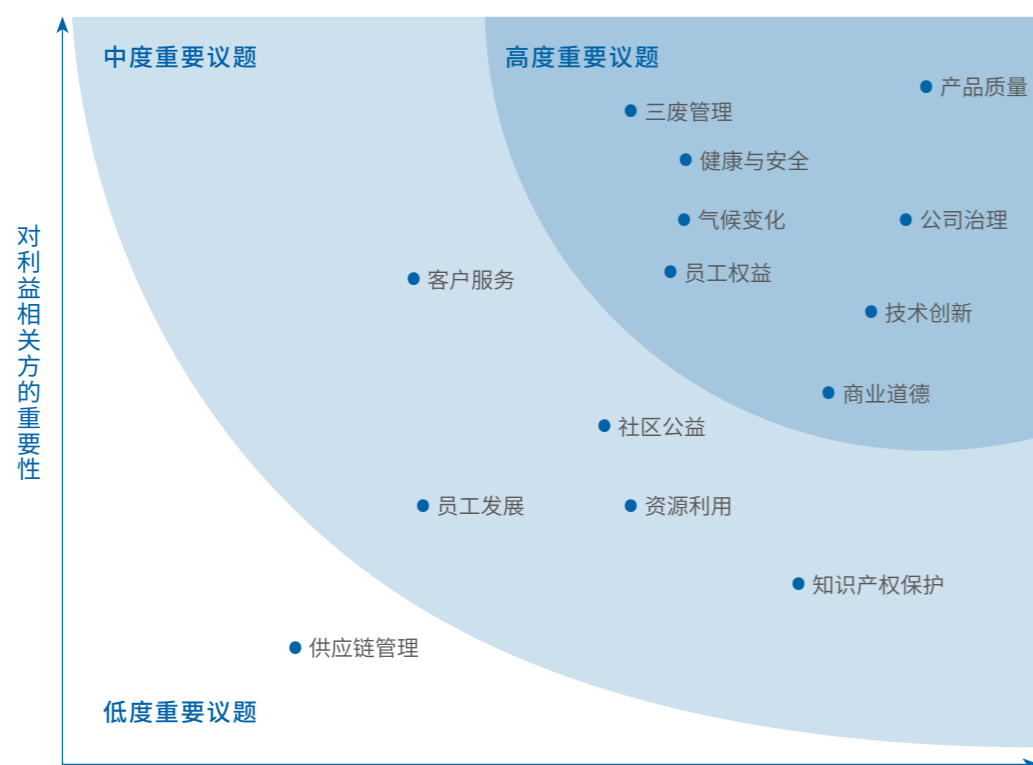 中度重要议题
高度重要议题
产品质量
三废管理
健康与安全
气候变化
公司治理
对利益相关方的重要性
客户服务
员工权益
技术创新
商业道德
社区公益
员工发展
资源利用
知识产权保护
供应链管理
低度重要议题